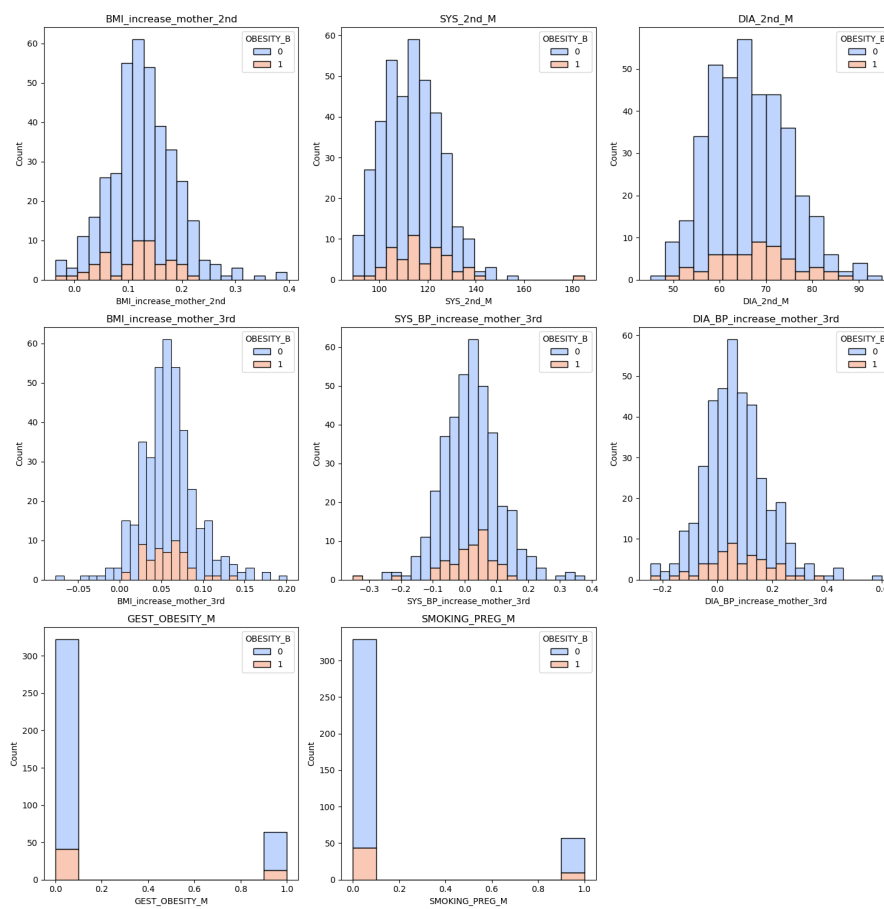 BMI_increase_mother_2nd
60
50
40
30
20
10
0
Count
0.0 0.1 0.2 0.3 0.4
BMI_increase_mother_2nd
OBESITY_B
0
1
SYS_2nd_M
60
50
40
30
20
10
0
Count
100 120 140 160 180
SYS_2nd_M
OBESITY_B
0
1
DIA_2nd_M
50
40
30
20
10
0
Count
50 60 70 80 90
DIA_2nd_M
OBESITY_B
0
1
BMI_increase_mother_3rd
60
50
40
30
20
10
0
Count
−0.05 0.00 0.05 0.10 0.15 0.20
BMI_increase_mother_3rd
OBESITY_B
0
1
SYS_BP_increase_mother_3rd
60
50
40
30
20
10
0
Count
−0.3 −0.2 −0.1 0.0 0.1 0.2 0.3 0.4
SYS_BP_increase_mother_3rd
OBESITY_B
0
1
DIA_BP_increase_mother_3rd
60
50
40
30
20
10
0
Count
−0.2 0.0 0.2 0.4
DIA_BP_increase_mother_3rd
OBESITY_B
0
1
GEST_OBESITY_M
300
250
200
150
100
50
0
Count
0.0 0.2 0.4 0.6 0.8 1.0
GEST_OBESITY_M
OBESITY_B
0
1
SMOKING_PREG_M
300
250
200
150
100
50
0
Count
0.0 0.2 0.4 0.6 0.8 1.0
SMOKING_PREG_M
OBESITY_B
0
1